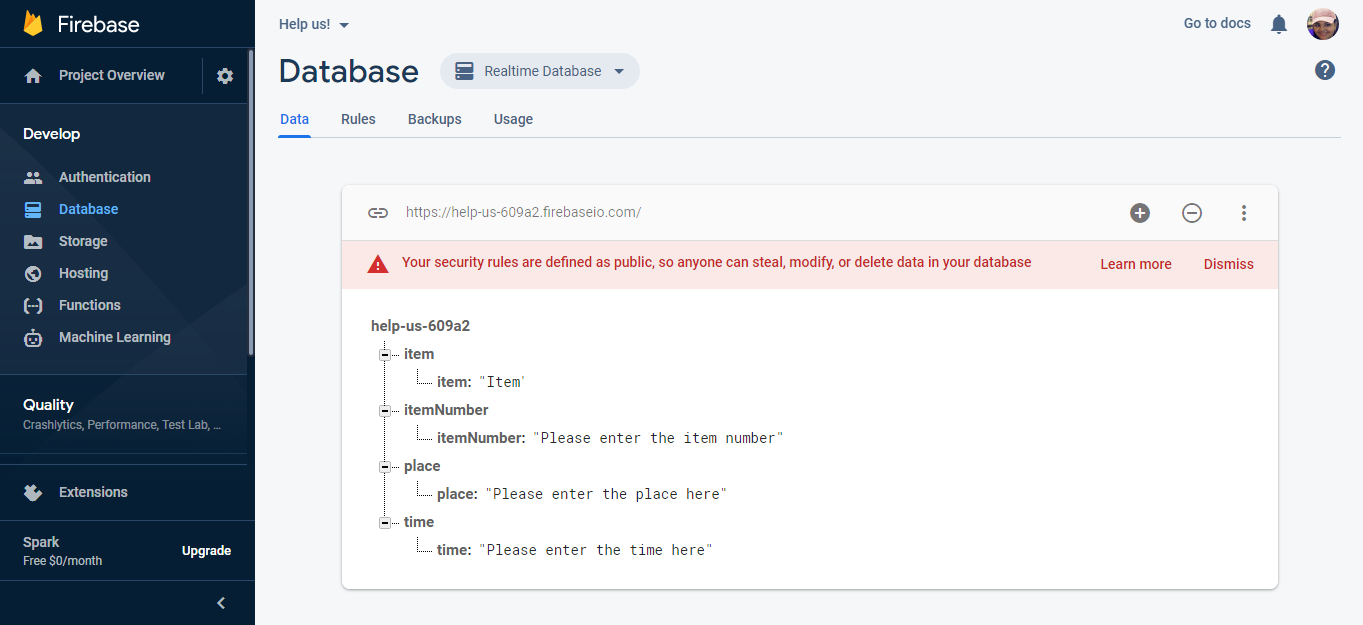 Firebase
Project Overview
Develop
Authentication
Database
Storage
Hosting
Functions
Machine Learning
Quality
Crashlytics, Performance, Test Lab, ...
Extensions
Spark
Free $0/month
Upgrade
Help us!
Go to docs
Database
Realtime Database
Data Rules Backups Usage
https://help-us-609a2.firebaseio.com/
Your security rules are defined as public, so anyone can steal, modify, or delete data in your database
Learn more Dismiss
help-us-609a2
item
item: "Item'
itemNumber
itemNumber: "Please enter the item number"
place
place: "Please enter the place here"
time
time: "Please enter the time here"